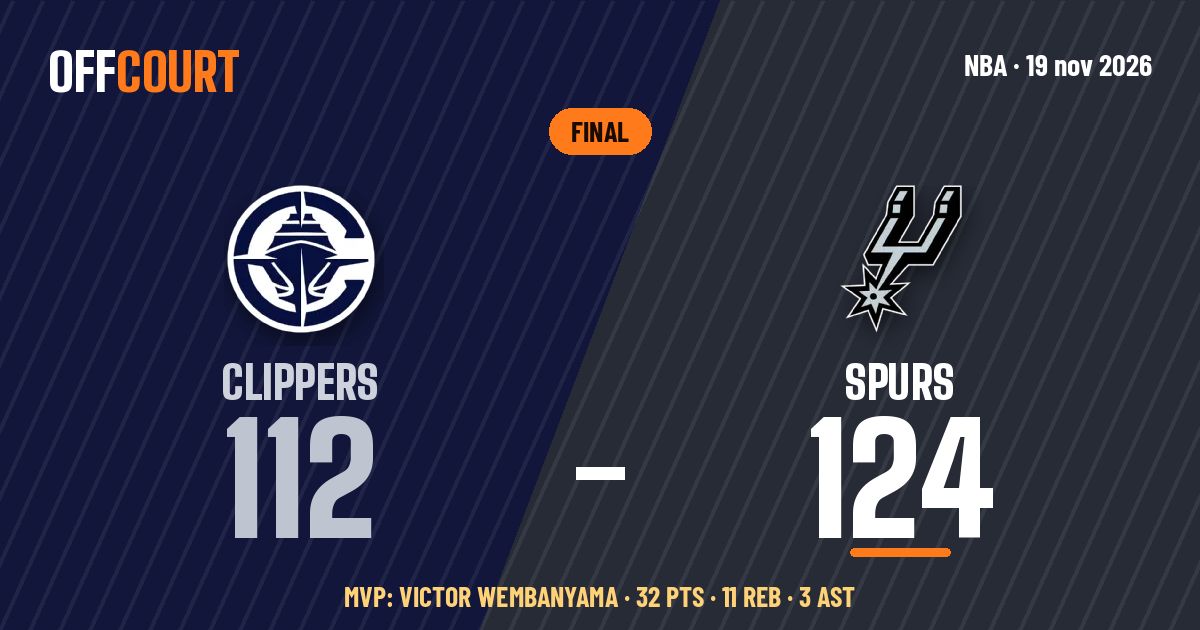 OFFCOURT
NBA · 19 nov 2026
FINAL
CLIPPERS
SPURS
112
–
124
MVP: VICTOR WEMBANYAMA · 32 PTS · 11 REB · 3 AST